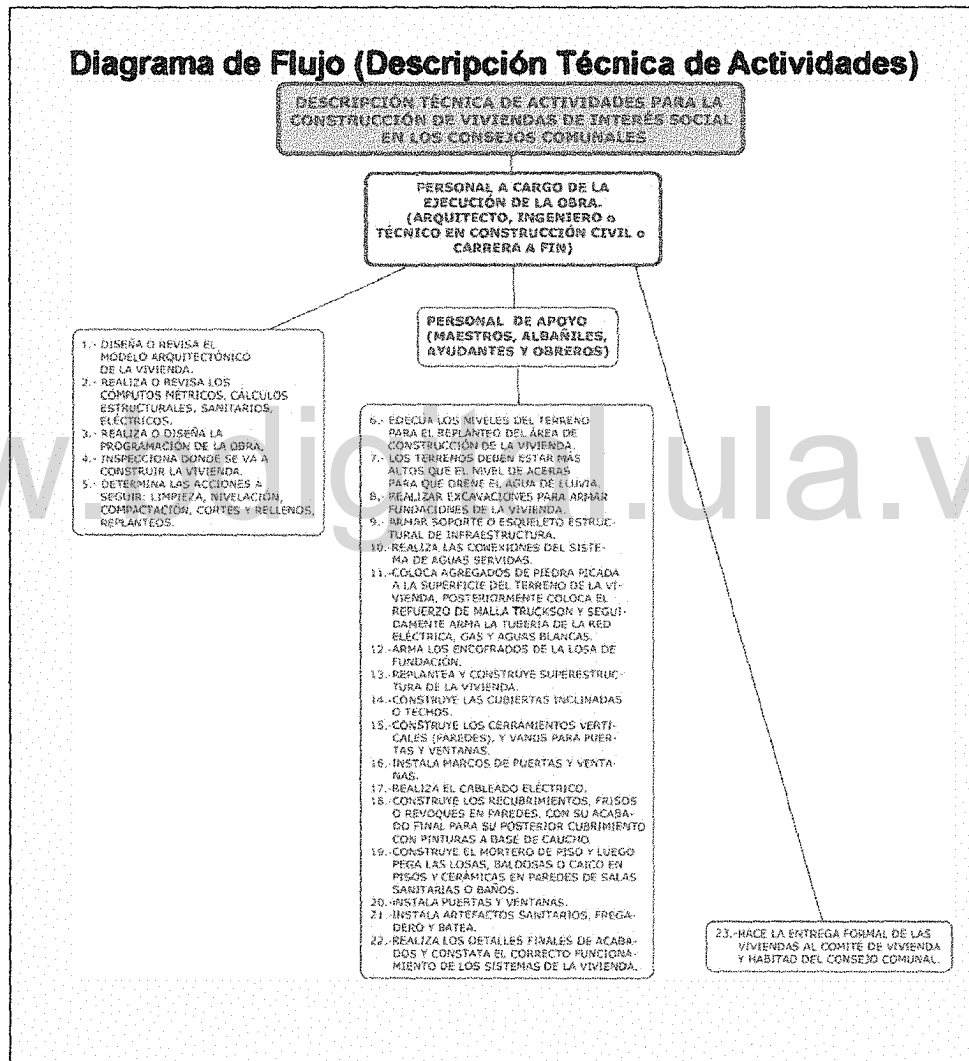 Diagrama de Flujo (Descripción Técnica de Actividades)
DESCRIPCIÓN TÉCNICA DE ACTIVIDADES PARA LA
CONSTRUCCIÓN DE VIVIENDAS DE INTERÉS SOCIAL
EN LOS CONSEJOS COMUNALES
PERSONAL A CARGO DE LA
EJECUCIÓN DE LA OBRA.
(ARQUITECTO, INGENIERO o
TÉCNICO EN CONSTRUCCIÓN CIVIL o
CARRERA A FIN)
PERSONAL DE APOYO
(MAESTROS, ALBAÑILES,
AYUDANTES Y OBREROS)
1.- DISEÑA O REVISA EL
MODELO ARQUITECTÓNICO
DE LA VIVIENDA.
2.- REALIZA O REVISA LOS
CÓMPUTOS MÉTRICOS, CÁLCULOS
ESTRUCTURALES, SANITARIOS,
ELÉCTRICOS.
3.- REALIZA O DISEÑA LA
PROGRAMACIÓN DE LA OBRA.
4.- INSPECCIONA DONDE SE VA A
CONSTRUIR LA VIVIENDA.
5.- DETERMINA LAS ACCIONES A
SEGUIR: LIMPIEZA, NIVELACIÓN,
COMPACTACIÓN, CORTES Y RELLENOS,
REPLANTEOS.
6.- EDECUA LOS NIVELES DEL TERRENO
PARA EL REPLANTEO DEL ÁREA DE
CONSTRUCCIÓN DE LA VIVIENDA.
7.- LOS TERRENOS DEBEN ESTAR MÁS
ALTOS QUE EL NIVEL DE ACERAS
PARA QUE DRENE EL AGUA DE LLUVIA.
8.- REALIZAR EXCAVACIONES PARA ARMAR
FUNDACIONES DE LA VIVIENDA.
9.- ARMAR SOPORTE O ESQUELETO ESTRUC-
TURAL DE INFRAESTRUCTURA.
10.-REALIZA LAS CONEXIONES DEL SISTE-
MA DE AGUAS SERVIDAS.
11.-COLOCA AGREGADOS DE PIEDRA PICADA
A LA SUPERFICIE DEL TERRENO DE LA VI-
VIENDA, POSTERIORMENTE COLOCA EL
REFUERZO DE MALLA TRUCKSON Y SEGUI-
DAMENTE ARMA LA TUBERÍA DE LA RED
ELÉCTRICA, GAS Y AGUAS BLANCAS.
12.-ARMA LOS ENCOFRADOS DE LA LOSA DE
FUNDACIÓN.
13.-REPLANTEA Y CONSTRUYE SUPERESTRUC-
TURA DE LA VIVIENDA.
14.-CONSTRUYE LAS CUBIERTAS INCLINADAS
O TECHOS.
15.-CONSTRUYE LOS CERRAMIENTOS VERTI-
CALES (PAREDES), Y VANOS PARA PUER-
TAS Y VENTANAS.
16.-INSTALA MARCOS DE PUERTAS Y VENTA-
NAS.
17.-REALIZA EL CABLEADO ELÉCTRICO.
18.-CONSTRUYE LOS RECUBRIMIENTOS, FRISOS
O REVOQUES EN PAREDES, CON SU ACABA-
DO FINAL PARA SU POSTERIOR CUBRIMIENTO
CON PINTURAS A BASE DE CAUCHO.
19.-CONSTRUYE EL MORTERO DE PISO Y LUEGO
PEGA LAS LOSAS, BALDOSAS O CAICO EN
PISOS Y CERÁMICAS EN PAREDES DE SALAS
SANITARIAS O BAÑOS.
20.-INSTALA PUERTAS Y VENTANAS.
21.-INSTALA ARTEFACTOS SANITARIOS, FREGA-
DERO Y BATEA.
22.-REALIZA LOS DETALLES FINALES DE ACABA-
DOS Y CONSTATA EL CORRECTO FUNCIONA-
MIENTO DE LOS SISTEMAS DE LA VIVIENDA.
23.-HACE LA ENTREGA FORMAL DE LAS
VIVIENDAS AL COMITÉ DE VIVIENDA
Y HABITAD DEL CONSEJO COMUNAL.